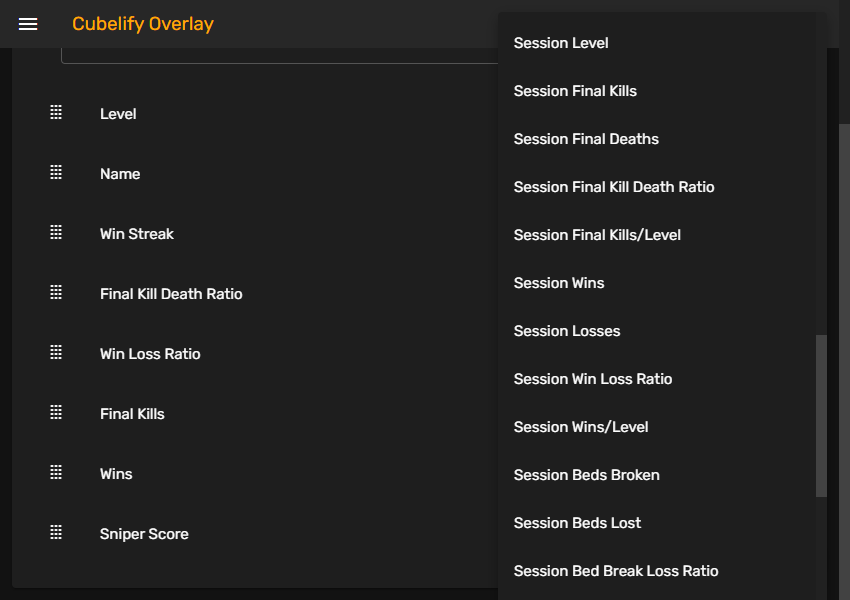 Cubelify Overlay
Level
Name
Win Streak
Final Kill Death Ratio
Win Loss Ratio
Final Kills
Wins
Sniper Score
Session Level
Session Final Kills
Session Final Deaths
Session Final Kill Death Ratio
Session Final Kills/Level
Session Wins
Session Losses
Session Win Loss Ratio
Session Wins/Level
Session Beds Broken
Session Beds Lost
Session Bed Break Loss Ratio